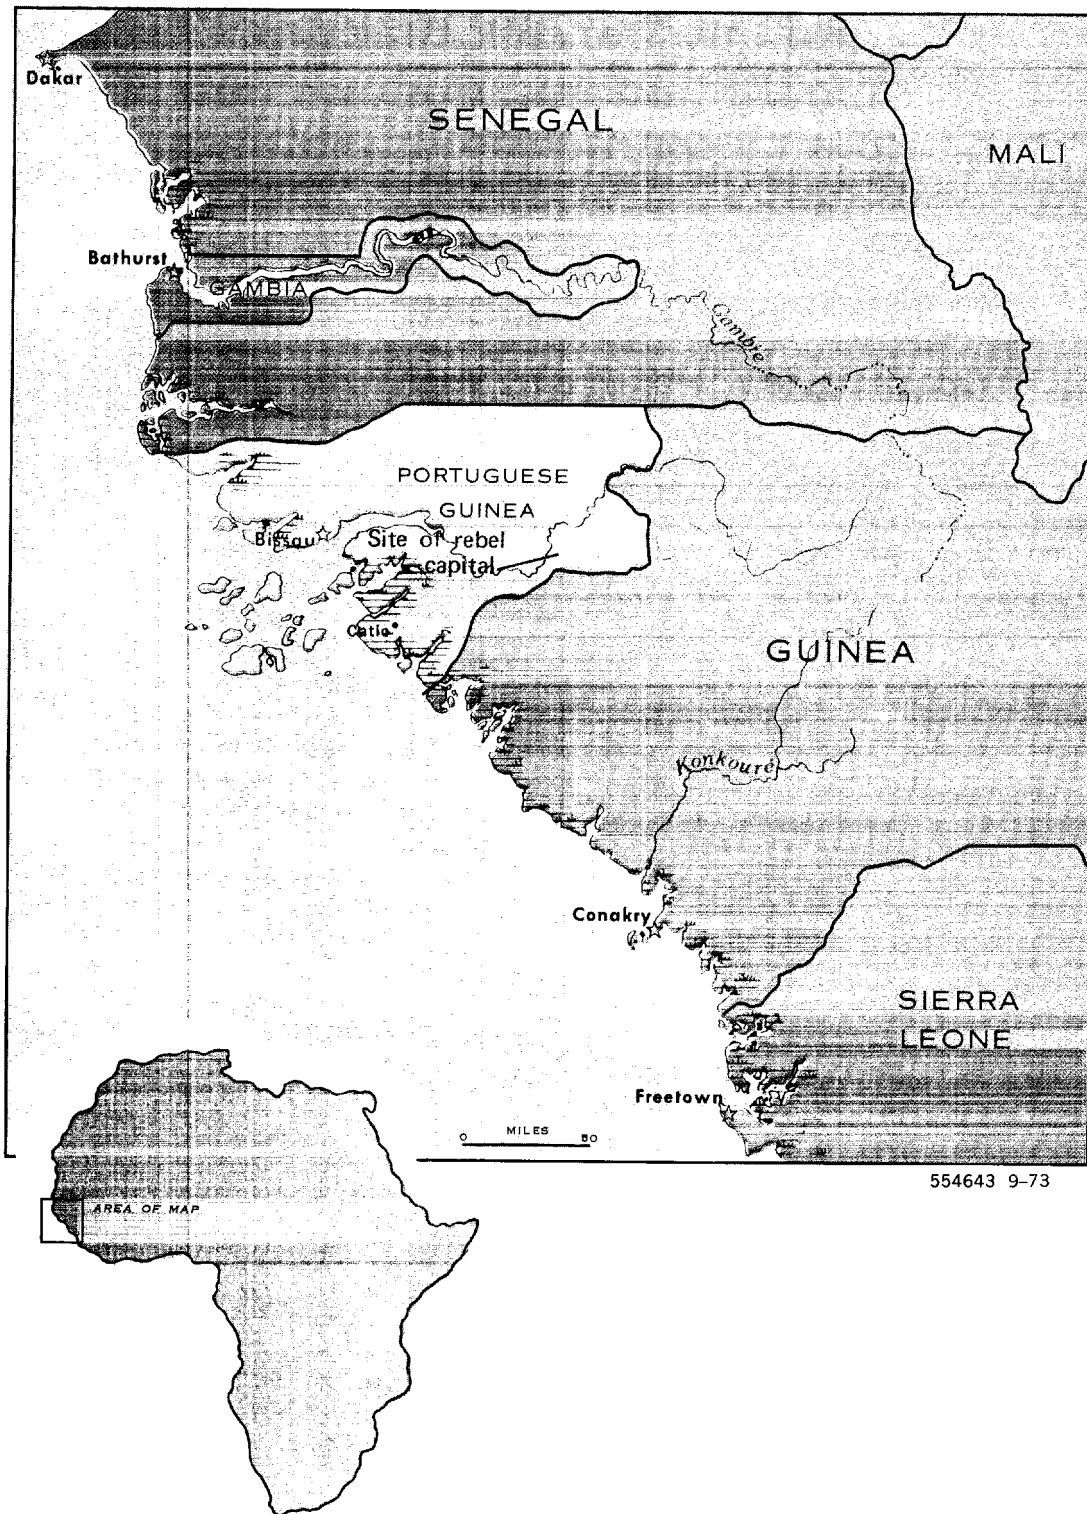 Dakar
SENEGAL
MALI
Bathurst
GAMBIA
Gambie
PORTUGUESE
GUINEA
Bissau
Site of rebel
capital
Catio
GUINEA
Konkouré
Conakry
SIERRA
LEONE
Freetown
0 MILES 50
554643 9-73
AREA OF MAP